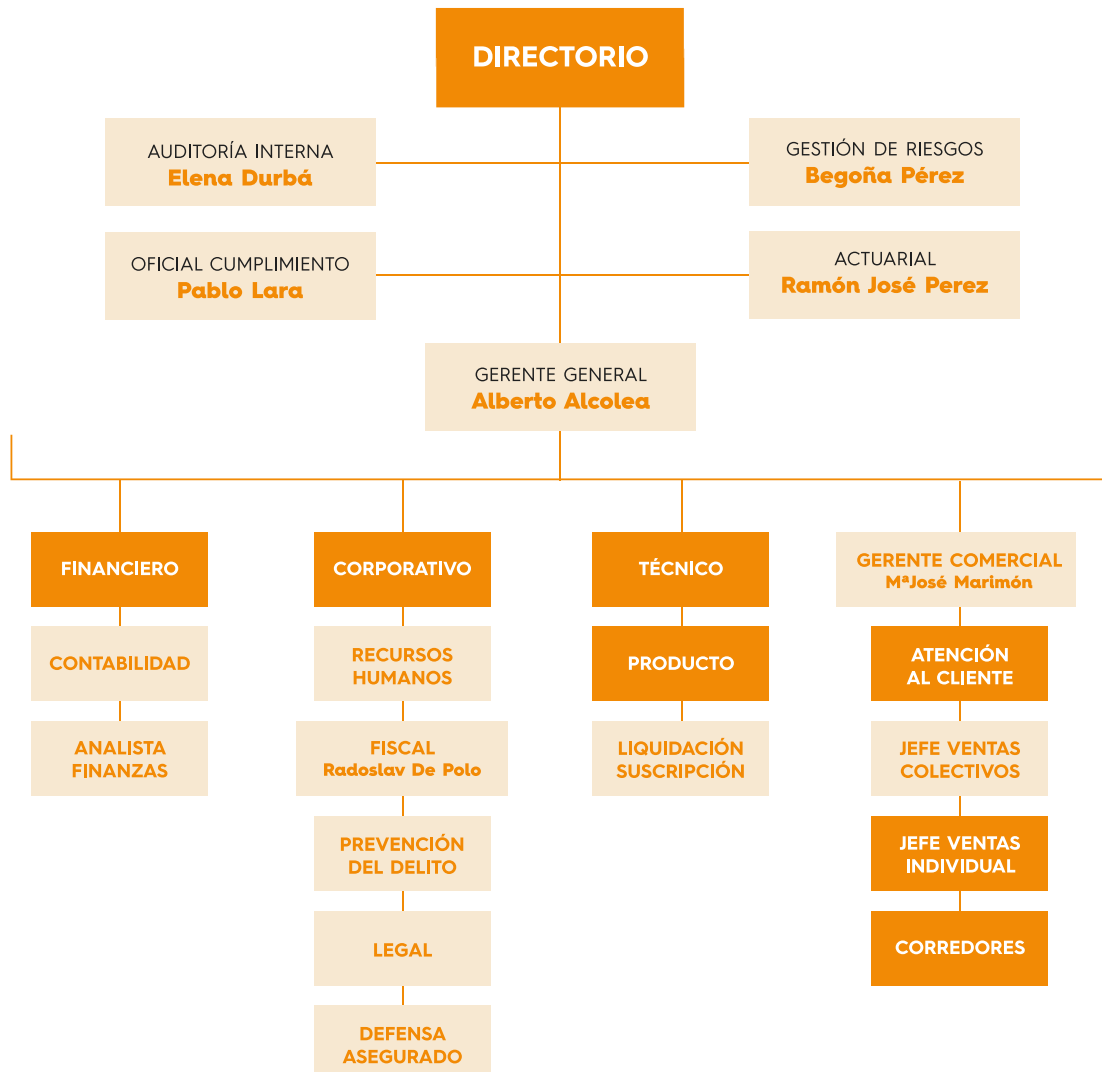 DIRECTORIO
AUDITORÍA INTERNA
Elena Durbá
GESTIÓN DE RIESGOS
Begoña Pérez
OFICIAL CUMPLIMIENTO
Pablo Lara
ACTUARIAL
Ramón José Perez
GERENTE GENERAL
Alberto Alcolea
FINANCIERO
CONTABILIDAD
ANALISTA
FINANZAS
CORPORATIVO
RECURSOS
HUMANOS
FISCAL
Radoslav De Polo
PREVENCIÓN
DEL DELITO
LEGAL
DEFENSA
ASEGURADO
TÉCNICO
PRODUCTO
LIQUIDACIÓN
SUSCRIPCIÓN
GERENTE COMERCIAL
MªJosé Marimón
ATENCIÓN
AL CLIENTE
JEFE VENTAS
COLECTIVOS
JEFE VENTAS
INDIVIDUAL
CORREDORES